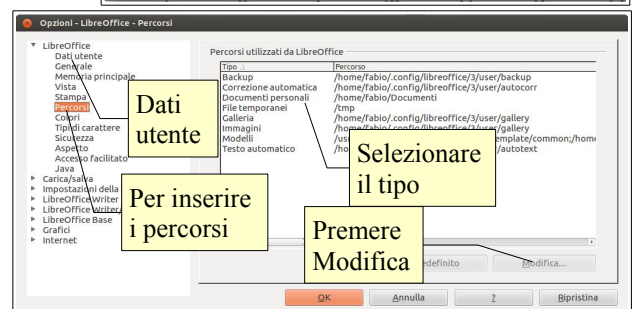 Opzioni - LibreOffice - Percorsi
LibreOffice
Dati utente
Generale
Memoria principale
Vista
Stampa
Percorsi
Colori
Tipi di carattere
Sicurezza
Aspetto
Accesso facilitato
Java
Carica/salva
Impostazioni della
LibreOffice Writer
LibreOffice Writer/
LibreOffice Base
Grafici
Internet
Percorsi utilizzati da LibreOffice
Tipo Percorso
Backup /home/fabio/.config/libreoffice/3/user/backup
Correzione automatica /home/fabio/.config/libreoffice/3/user/autocorr
Documenti personali /home/fabio/Documenti
File temporanei /tmp
Galleria /home/fabio/.config/libreoffice/3/user/gallery
Immagini /home/fabio/.config/libreoffice/3/user/gallery
Modelli
Testo automatico
Dati
utente
Selezionare
il tipo
Per inserire
i percorsi
Premere
Modifica
Modifica...
OK Annulla ? Ripristina